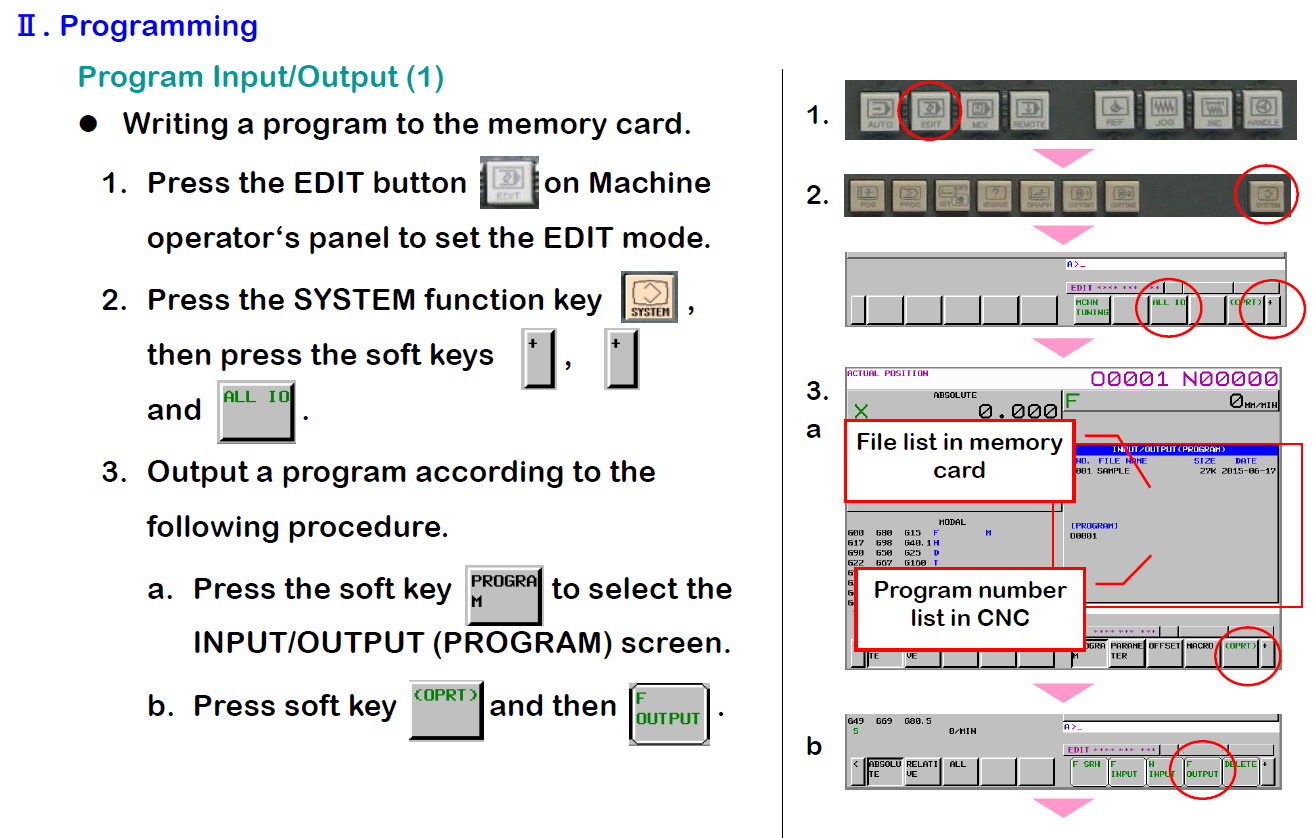 Ⅱ. Programming
Program Input/Output (1)
● Writing a program to the memory card.
1. Press the EDIT button EDIT on Machine
operator‘s panel to set the EDIT mode.
2. Press the SYSTEM function key SYSTEM ,
then press the soft keys + , +
and ALL IO .
3. Output a program according to the
following procedure.
a. Press the soft key PROGRA
M to select the
INPUT/OUTPUT (PROGRAM) screen.
b. Press soft key (OPRT) and then F
OUTPUT .
1.
AUTO EDIT MDI REMOTE REF JOG INC HANDLE
2.
POS PROG MESSAGE GRAPH CUSTOM1 CUSTOM2 SYSTEM
A>_
EDIT **** *** ***
MCHN
TUNING
ALL IO
(OPRT) +
3.
a
ACTUAL POSITION
O0001 N00000
ABSOLUTE
X 0.000
F 0MM/MIN
File list in memory
card
INPUT/OUTPUT(PROGRAM)
NO. FILE NAME SIZE DATE
0001 SAMPLE 27K 2015-06-17
[PROGRAM]
O0001
MODAL
G00 G80 G15 F M
G17 G98 G40.1 H
G90 G50 G25 D
G22 G67 G160 T
Program number
list in CNC
**** *** ***
TE
VE
OGRA
M
PARAME
TER
OFFSET
MACRO
(OPRT) +
b
G49 G69 G80.5
S 0/MIN
A>_
EDIT **** *** ***
<
ABSOLU
TE
RELATI
VE
ALL
F SRH
F
INPUT
N
INPUT
F
OUTPUT
DELETE +